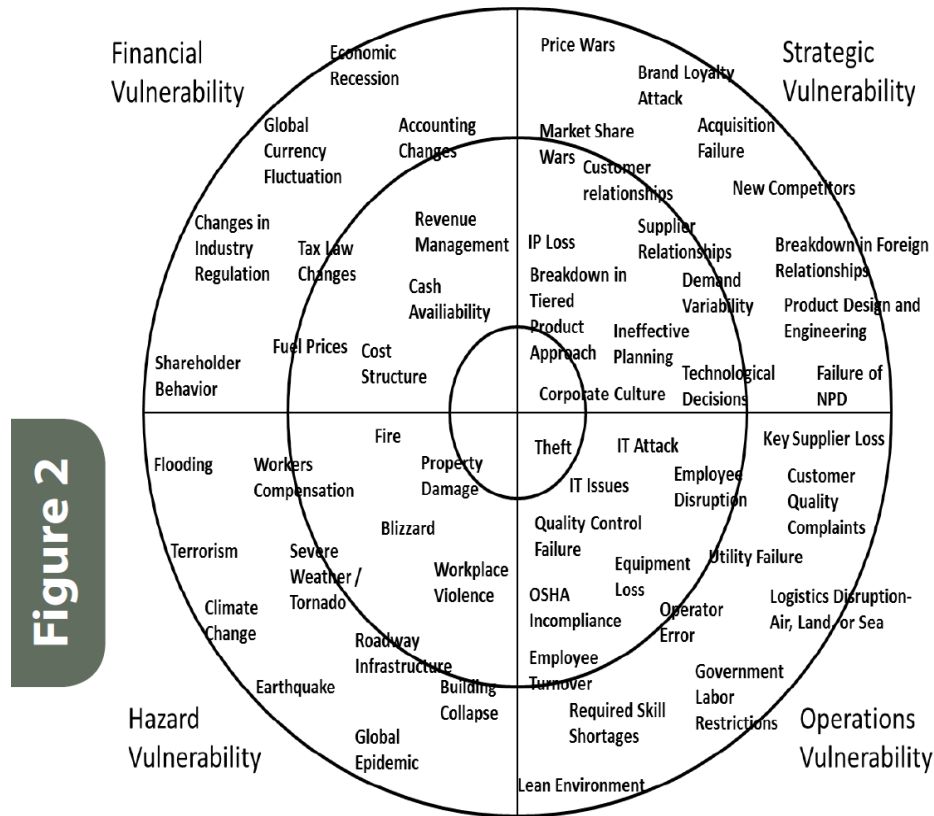 Financial
Vulnerability
Economic
Recession
Global
Currency
Fluctuation
Accounting
Changes
Changes in
Industry
Regulation
Tax Law
Changes
Revenue
Management
Cash
Availiability
Fuel Prices
Cost
Structure
Shareholder
Behavior
Strategic
Vulnerability
Price Wars
Brand Loyalty
Attack
Market Share
Wars
Acquisition
Failure
Customer
relationships
New Competitors
IP Loss
Supplier
Relationships
Breakdown in Foreign
Relationships
Breakdown in
Tiered
Product
Approach
Demand
Variability
Product Design and
Engineering
Ineffective
Planning
Corporate Culture
Technological
Decisions
Failure of
NPD
Figure 2
Hazard
Vulnerability
Fire
Flooding
Workers
Compensation
Property
Damage
Blizzard
Terrorism
Severe
Weather /
Tornado
Workplace
Violence
Climate
Change
Roadway
Infrastructure
Earthquake
Building
Collapse
Global
Epidemic
Operations
Vulnerability
Theft
IT Attack
Key Supplier Loss
IT Issues
Employee
Disruption
Customer
Quality
Complaints
Quality Control
Failure
Equipment
Loss
Utility Failure
OSHA
Incompliance
Operator
Error
Logistics Disruption-
Air, Land, or Sea
Employee
Turnover
Government
Labor
Restrictions
Required Skill
Shortages
Lean Environment